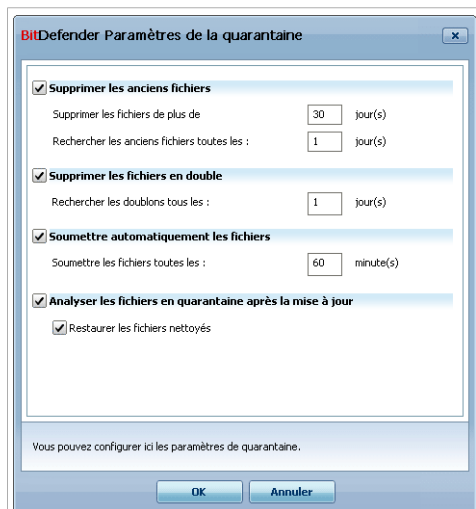 BitDefender Paramètres de la quarantaine
Supprimer les anciens fichiers
Supprimer les fichiers de plus de 30 jour(s)
Rechercher les anciens fichiers toutes les : 1 jour(s)
Supprimer les fichiers en double
Rechercher les doublons tous les : 1 jour(s)
Soumettre automatiquement les fichiers
Soumettre les fichiers toutes les : 60 minute(s)
Analyser les fichiers en quarantaine après la mise à jour
Restaurer les fichiers nettoyés
Vous pouvez configurer ici les paramètres de quarantaine.
OK Annuler